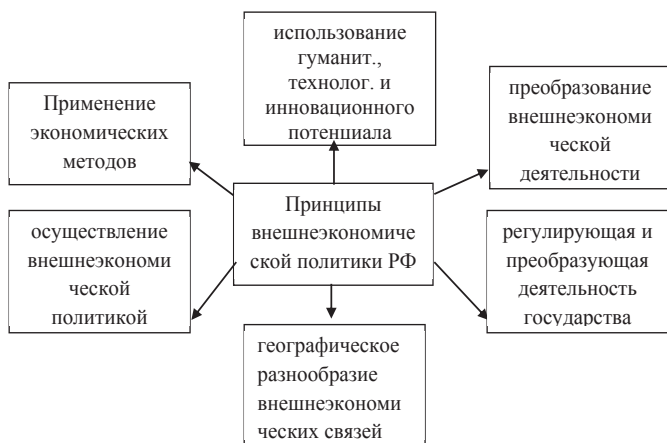 использование
гуманит.,
технолог. и
инновационного
потенциала
Применение
экономических
методов
преобразование
внешнеэкономи
ческой
деятельности
Принципы
внешнеэкономиче
ской политики РФ
осуществление
внешнеэкономи
ческой
политикой
регулирующая и
преобразующая
деятельность
государства
географическое
разнообразие
внешнеэкономи
ческих связей